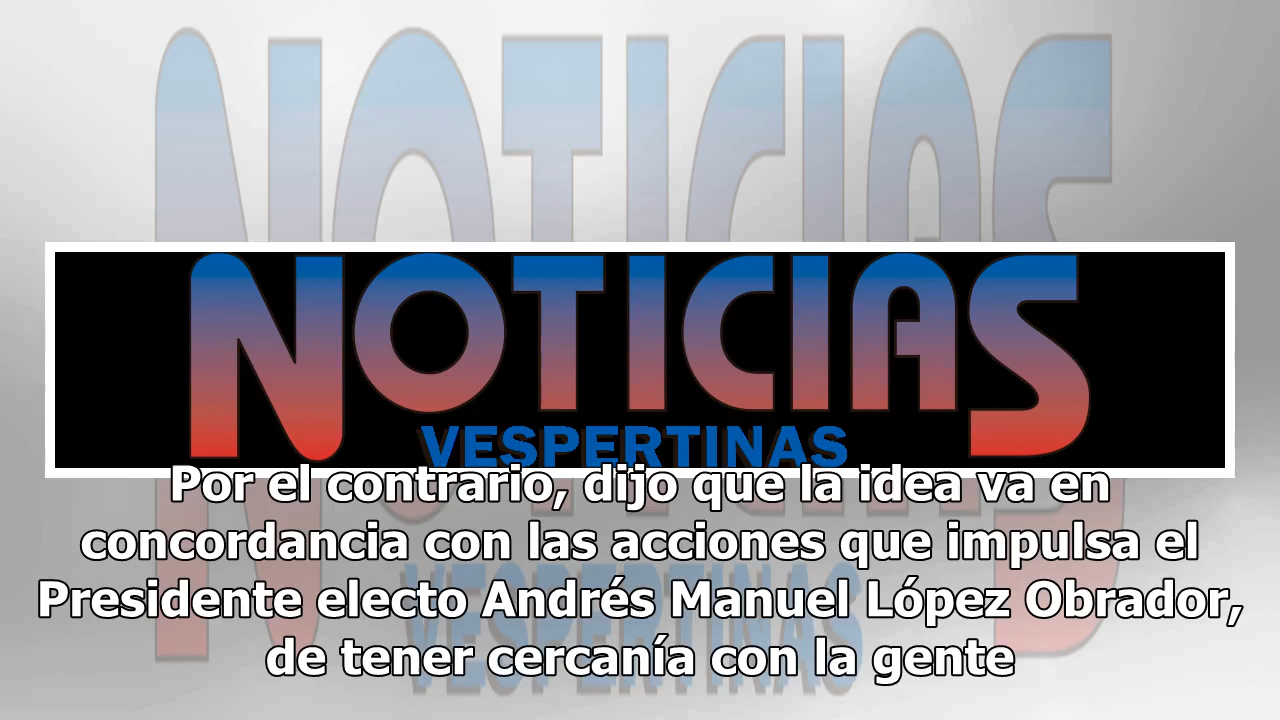 NOTICIAS
VESPERTINAS
Por el contrario, dijo que la idea va en
concordancia con las acciones que impulsa el
Presidente electo Andrés Manuel López Obrador,
de tener cercanía con la gente